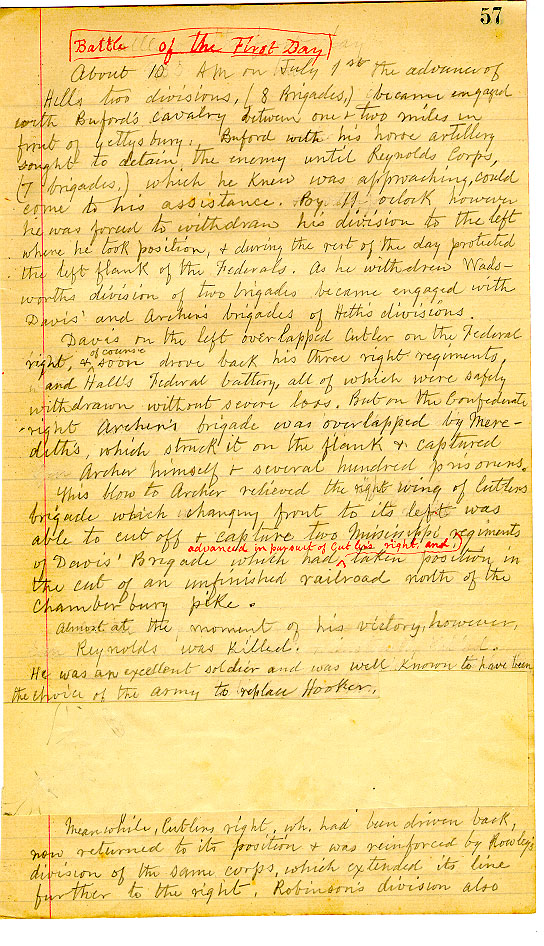 57
Battle of the First Day
About 10 AM on July 1st the advance of
Hills two divisions, (8 Brigades,) became engaged
with Bufords cavalry between one & two miles in
front of Gettysburg. Buford with his horse artillery
sought to detain the enemy until Reynolds Corps,
(7 brigades,) which he knew was approaching, could
come to his assistance. By 11 oclock however
he was forced to withdraw his division to the left
where he took position, & during the rest of the day protected
the left flank of the Federals. As he withdrew Wads-
worths division of two brigades became engaged with
Davis' and Archers brigades of Heths divisions.
Davis on the left overlapped Cutler on the Federal
of course
right, & soon drove back his three right regiments,
and Hall's Federal battery, all of which were safely
withdrawn without severe loss. But on the Confederate
right Archer's brigade was overlapped by Mere-
diths, which struck it on the flank & captured
Archer himself & several hundred prisoners.
This blow to Archer relieved the right wing of Cutlers
brigade which changing front to its left was
able to cut off & capture two Mississippi regiments
advanced in pursuit of Cutlers right, and
of Davis' Brigade which had taken position in
the cut of an unfinished railroad north of the
Chambersbury pike.
Almost at the moment of his victory, however,
Reynolds was killed.
He was an excellent soldier and was well known to have been
the choice of the army to replace Hooker.
Meanwhile, Cutlers right, wh. had been driven back,
now returned to its position & was reinforced by Rowley's
division of the same corps, which extended its line
further to the right. Robinson's division also